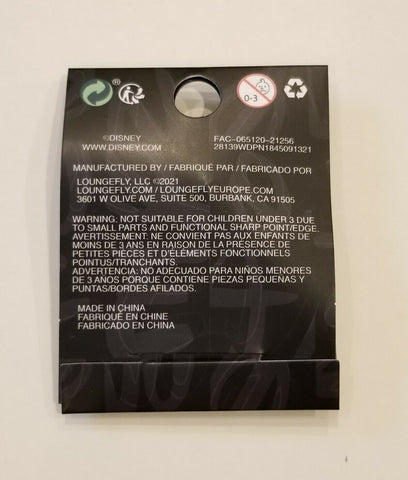 ®
0-3
©DISNEY
WWW.DISNEY.COM
FAC-065120-21256
28139WDPN1845091321
MANUFACTURED BY / FABRIQUÉ PAR / FABRICADO POR
LOUNGEFLY, LLC ©2021
LOUNGEFLY.COM / LOUNGEFLYEUROPE.COM
3601 W OLIVE AVE, SUITE 500, BURBANK, CA 91505
WARNING: NOT SUITABLE FOR CHILDREN UNDER 3 DUE
TO SMALL PARTS AND FUNCTIONAL SHARP POINT/EDGE.
AVERTISSEMENT: NE CONVIENT PAS AUX ENFANTS DE
MOINS DE 3 ANS EN RAISON DE LA PRESENCE DE
PETITES PIÈCES ET D'ÉLÉMENTS FONCTIONNELS
POINTUS/TRANCHANTS.
ADVERTENCIA: NO ADECUADO PARA NIÑOS MENORES
DE 3 AÑOS PORQUE CONTIENE PIEZAS PEQUENAS Y
PUNTAS/BORDES AFILADOS.
MADE IN CHINA
FABRIQUÉ EN CHINE
FABRICADO EN CHINA